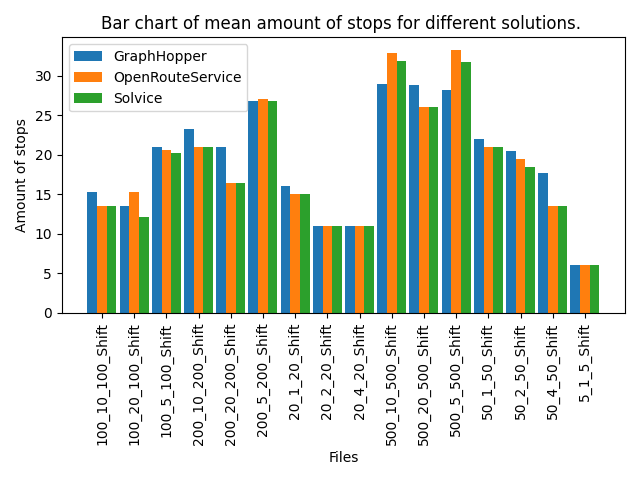 Bar chart of mean amount of stops for different solutions.
GraphHopper
OpenRouteService
Solvice
Amount of stops
30
25
20
15
10
5
0
100_10_100_Shift
100_20_100_Shift
100_5_100_Shift
200_10_200_Shift
200_20_200_Shift
200_5_200_Shift
20_1_20_Shift
20_2_20_Shift
20_4_20_Shift
500_10_500_Shift
500_20_500_Shift
500_5_500_Shift
50_1_50_Shift
50_2_50_Shift
50_4_50_Shift
5_1_5_Shift
Files